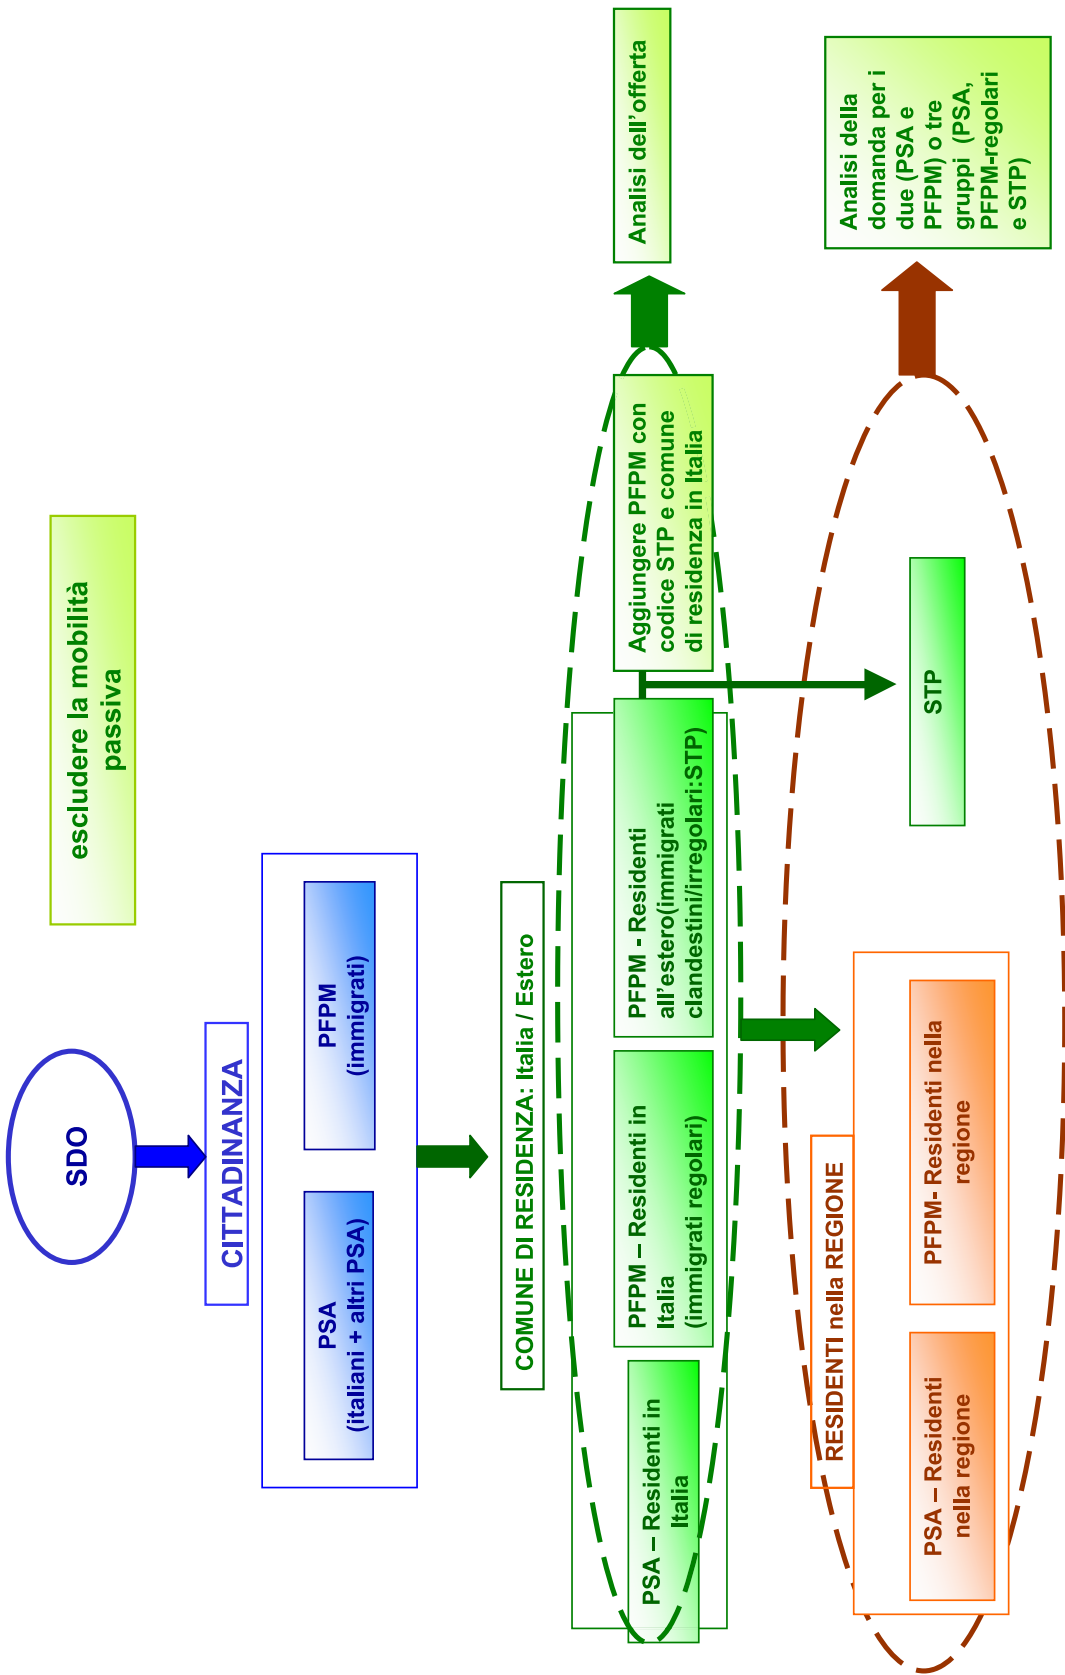 SDO
escludere la mobilità
passiva
CITTADINANZA
PSA
(italiani + altri PSA)
PFPM
(immigrati)
COMUNE DI RESIDENZA: Italia / Estero
PSA – Residenti in
Italia
PFPM – Residenti in
Italia
(immigrati regolari)
PFPM - Residenti
all’estero(immigrati
clandestini/irregolari:STP)
Aggiungere PFPM con
codice STP e comune
di residenza in Italia
Analisi dell’offerta
RESIDENTI nella REGIONE
PSA – Residenti
nella regione
PFPM- Residenti nella
regione
STP
Analisi della
domanda per i
due (PSA e
PFPM) o tre
gruppi (PSA,
PFPM-regolari
e STP)